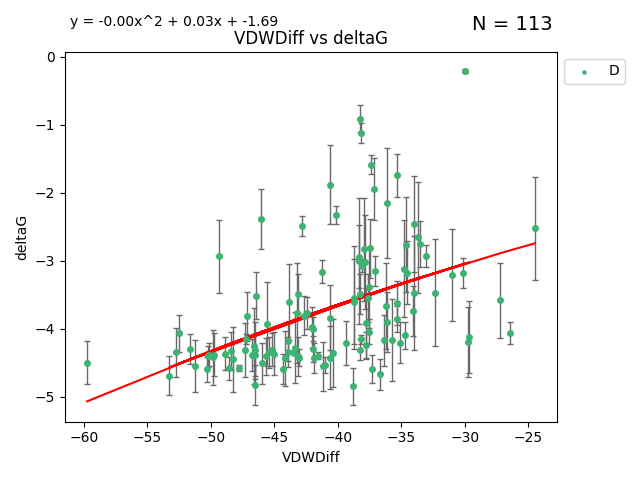 y = -0.00x^2 + 0.03x + -1.69
N = 113
VDWDiff vs deltaG
D
deltaG
0
−1
−2
−3
−4
−5
−60 −55 −50 −45 −40 −35 −30 −25
VDWDiff